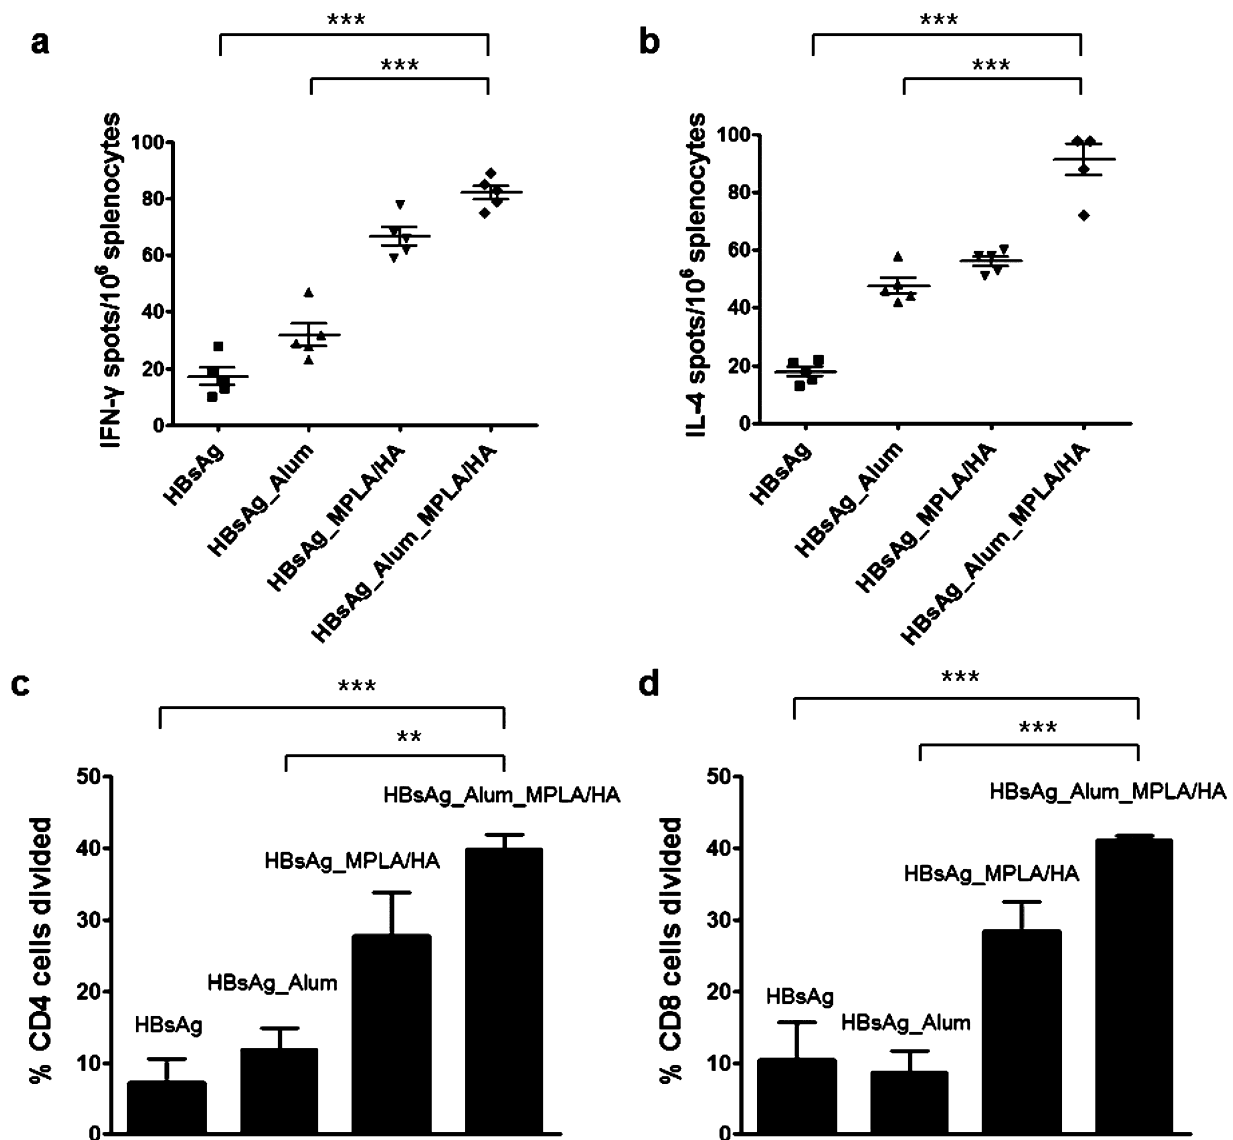 a
***
***
IFN-γ spots/10⁶ splenocytes
100
80
60
40
20
0
HBsAg
HBsAg_Alum
HBsAg_MPLA/HA
HBsAg_Alum_MPLA/HA
b
***
***
IL-4 spots/10⁶ splenocytes
100
80
60
40
20
0
HBsAg
HBsAg_Alum
HBsAg_MPLA/HA
HBsAg_Alum_MPLA/HA
c
***
**
% CD4 cells divided
50
40
30
20
10
0
HBsAg
HBsAg_Alum
HBsAg_MPLA/HA
HBsAg_Alum_MPLA/HA
d
***
***
% CD8 cells divided
50
40
30
20
10
0
HBsAg
HBsAg_Alum
HBsAg_MPLA/HA
HBsAg_Alum_MPLA/HA